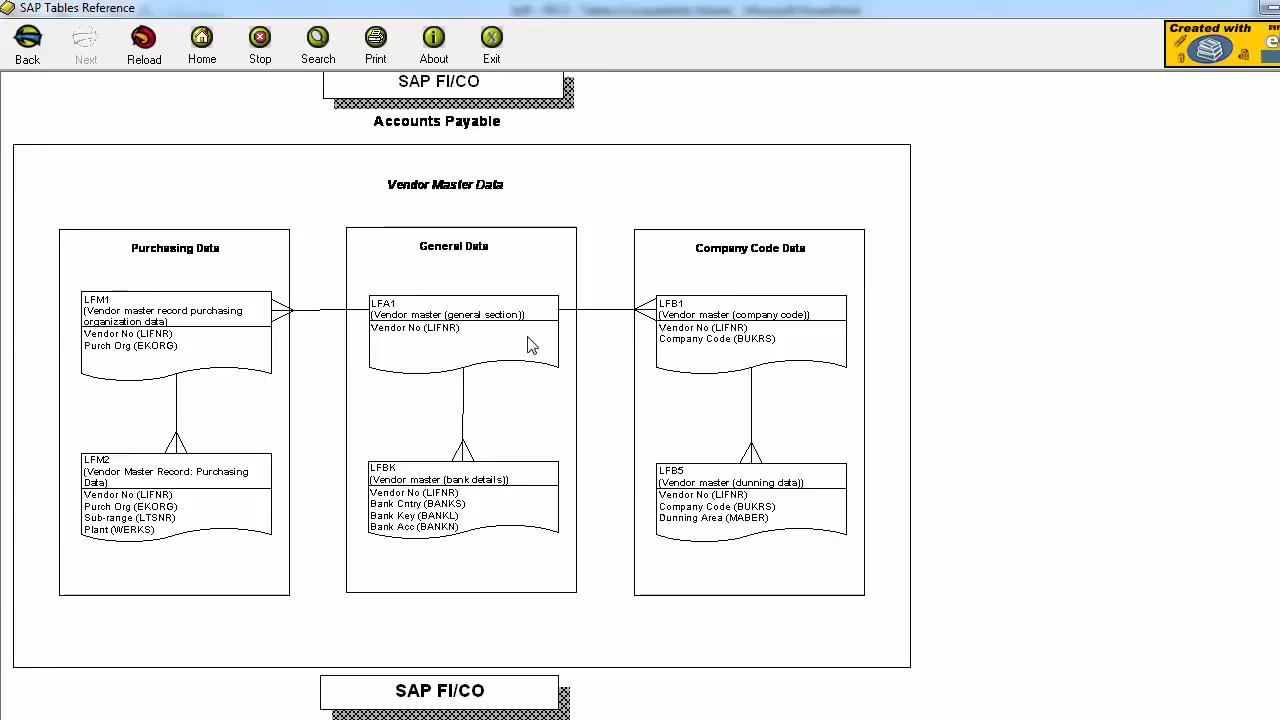 SAP Tables Reference
Back
Next
Reload
Home
Stop
Search
Print
About
Exit
Created with
SAP FI/CO
Accounts Payable
Vendor Master Data
Purchasing Data
LFM1
(Vendor master record purchasing
organization data)
Vendor No (LIFNR)
Purch Org (EKORG)
LFM2
(Vendor Master Record: Purchasing
Data)
Vendor No (LIFNR)
Purch Org (EKORG)
Sub-range (LTSNR)
Plant (WERKS)
General Data
LFA1
(Vendor master (general section))
Vendor No (LIFNR)
LFBK
(Vendor master (bank details))
Vendor No (LIFNR)
Bank Cntry (BANKS)
Bank Key (BANKL)
Bank Acc (BANKN)
Company Code Data
LFB1
(Vendor master (company code))
Vendor No (LIFNR)
Company Code (BUKRS)
LFB5
(Vendor master (dunning data))
Vendor No (LIFNR)
Company Code (BUKRS)
Dunning Area (MABER)
SAP FI/CO